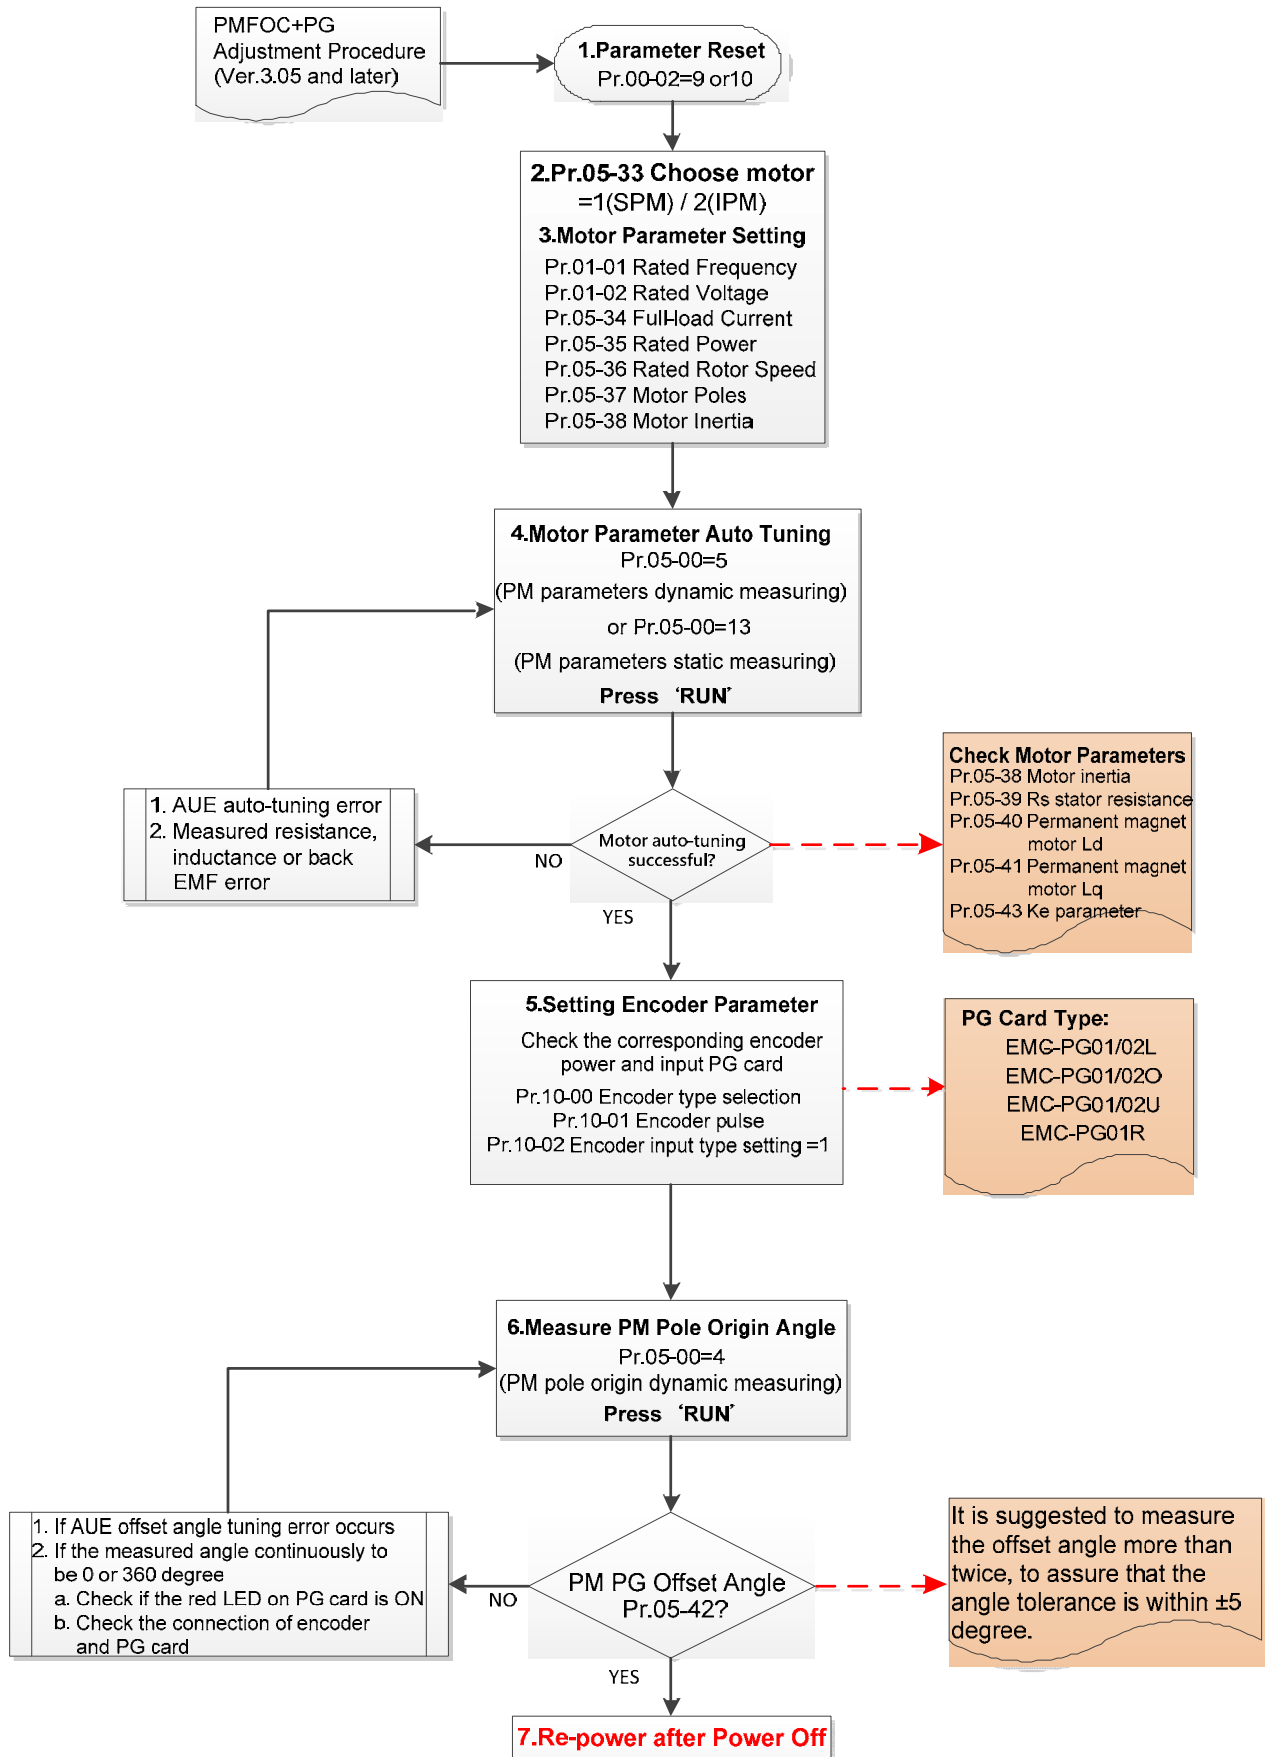 PMFOC+PG
Adjustment Procedure
(Ver.3.05 and later)
1.Parameter Reset
Pr.00-02=9 or10
2.Pr.05-33 Choose motor
=1(SPM) / 2(IPM)
3.Motor Parameter Setting
Pr.01-01 Rated Frequency
Pr.01-02 Rated Voltage
Pr.05-34 Full-load Current
Pr.05-35 Rated Power
Pr.05-36 Rated Rotor Speed
Pr.05-37 Motor Poles
Pr.05-38 Motor Inertia
4.Motor Parameter Auto Tuning
Pr.05-00=5
(PM parameters dynamic measuring)
or Pr.05-00=13
(PM parameters static measuring)
Press ‘RUN’
1. AUE auto-tuning error
2. Measured resistance,
inductance or back
EMF error
NO
Motor auto-tuning
successful?
YES
Check Motor Parameters
Pr.05-38 Motor inertia
Pr.05-39 Rs stator resistance
Pr.05-40 Permanent magnet
motor Ld
Pr.05-41 Permanent magnet
motor Lq
Pr.05-43 Ke parameter
5.Setting Encoder Parameter
Check the corresponding encoder
power and input PG card
Pr.10-00 Encoder type selection
Pr.10-01 Encoder pulse
Pr.10-02 Encoder input type setting =1
PG Card Type:
EMC-PG01/02L
EMC-PG01/02O
EMC-PG01/02U
EMC-PG01R
6.Measure PM Pole Origin Angle
Pr.05-00=4
(PM pole origin dynamic measuring)
Press ‘RUN’
1. If AUE offset angle tuning error occurs
2. If the measured angle continuously to
be 0 or 360 degree
a. Check if the red LED on PG card is ON
b. Check the connection of encoder
and PG card
NO
PM PG Offset Angle
Pr.05-42?
YES
It is suggested to measure
the offset angle more than
twice, to assure that the
angle tolerance is within ±5
degree.
7.Re-power after Power Off